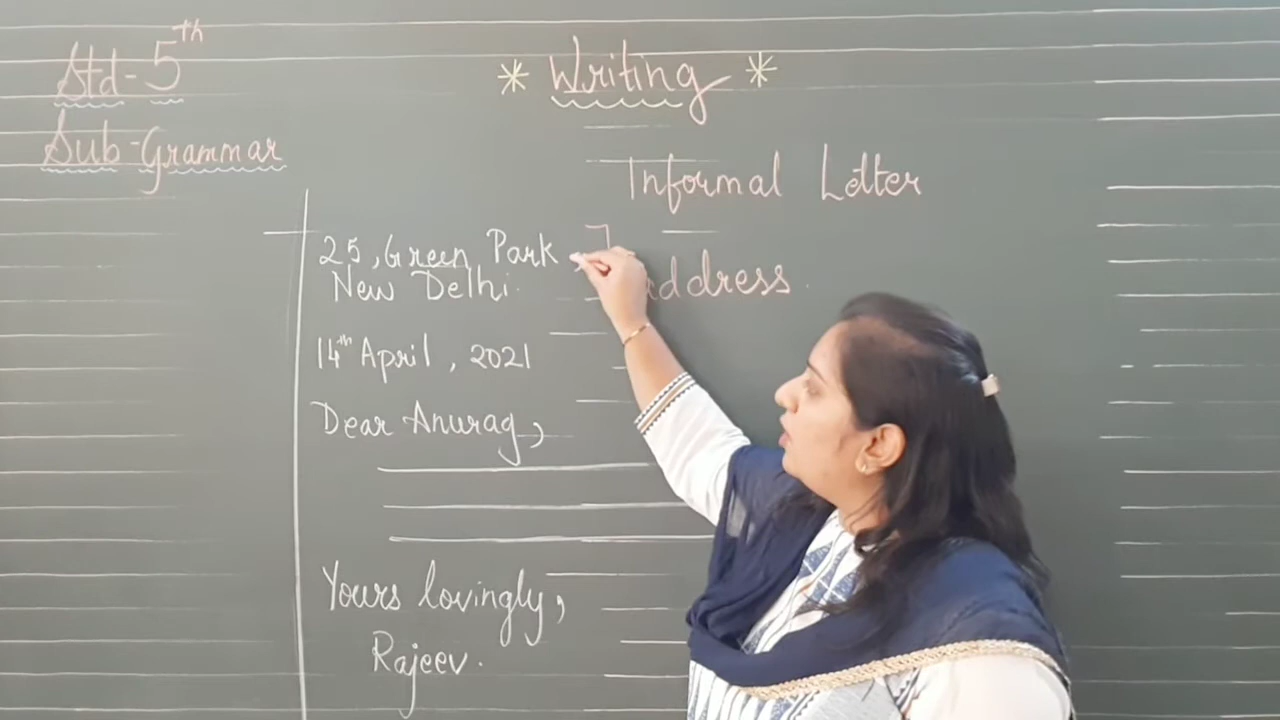 Std-5th
Sub-Grammar
* Writing *
Informal Letter
25, Green Park
New Delhi.
address
14th April, 2021
Dear Anurag,
Yours lovingly,
Rajeev.